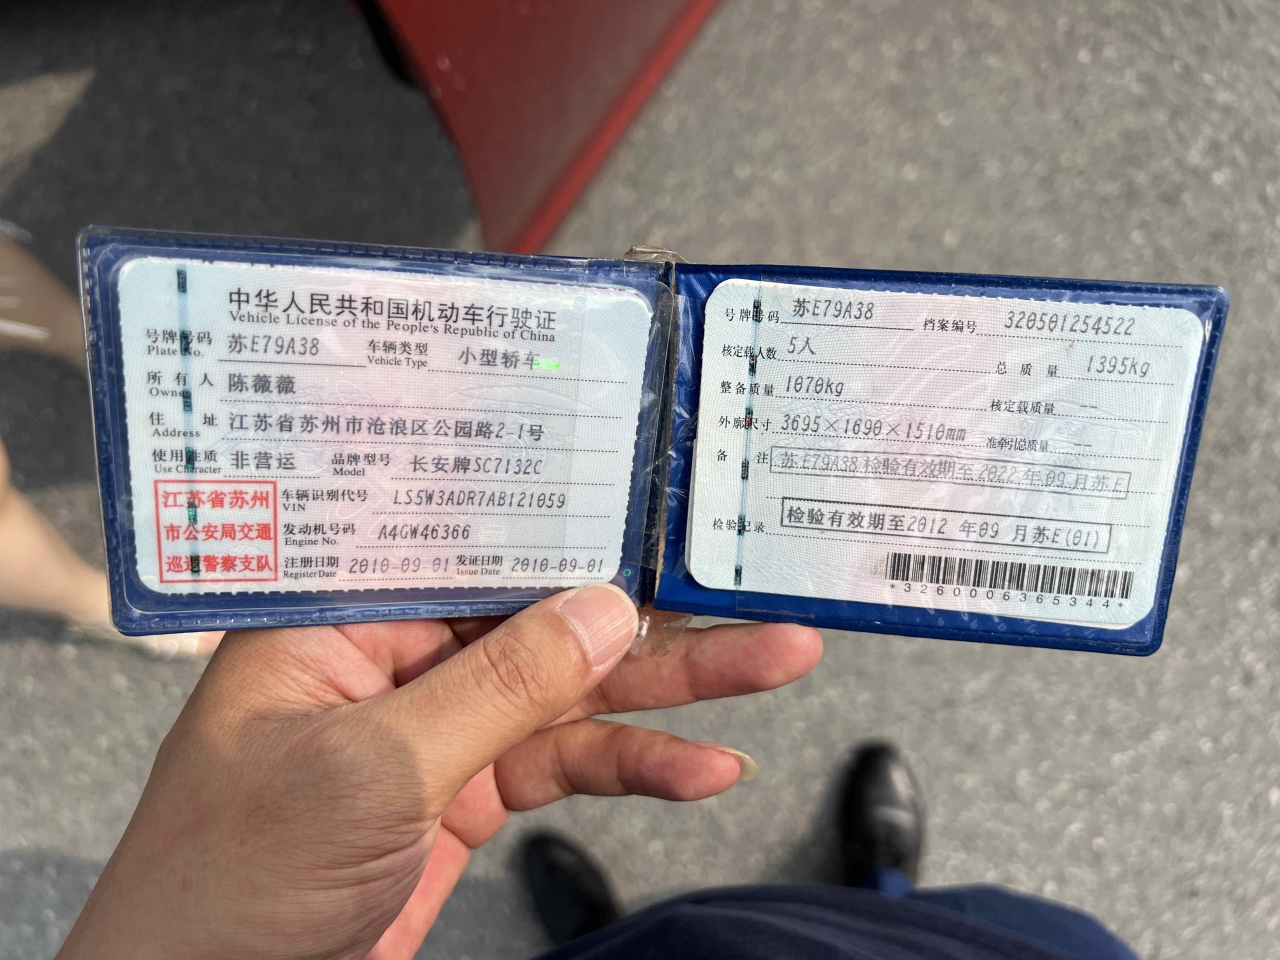 中华人民共和国机动车行驶证
Vehicle License of the People's Republic of China
号牌号码 苏E79A38 车辆类型 小型轿车
Plate No. Vehicle Type
所有人 陈薇薇
Owner
住址 江苏省苏州市沧浪区公园路2-1号
Address
使用性质 非营运 品牌型号 长安牌SC7132C
Use Character Model
江苏省苏州
市公安局交通
巡逻警察支队
车辆识别代号 LS5W3ADR7AB121059
VIN
发动机号码 A4GW46366
Engine No.
注册日期 2010-09-01 发证日期 2010-09-01
Register Date Issue Date
号牌号码 苏E79A38 档案编号 320501254522
核定载人数 5人 总质量 1395kg
整备质量 1070kg 核定载质量 --
外廓尺寸 3695×1690×1510mm 准牵引总质量 --
备注 苏E79A38 检验有效期至2022年09月苏E
检验记录 检验有效期至2012年09月苏E(01)
*3260006365344*